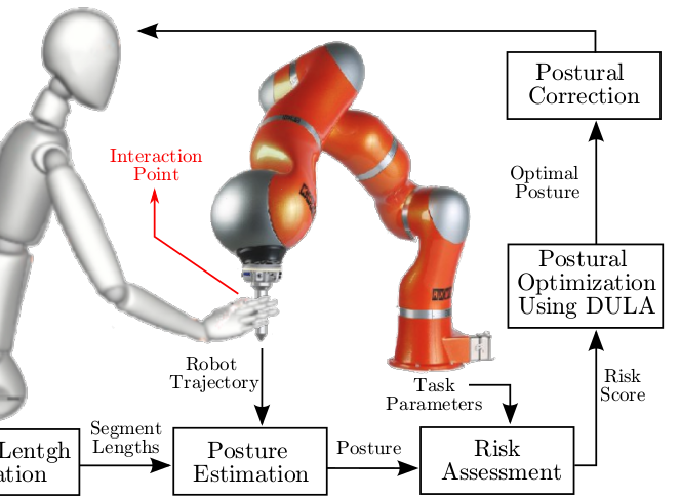 Postural
Correction
Interaction
Point
Optimal
Posture
Postural
Optimization
Using DULA
Robot
Trajectory
Task
Parameters
Risk
Score
Segment
Lengths
Lentgh
ation
Posture
Estimation
Posture
Risk
Assessment